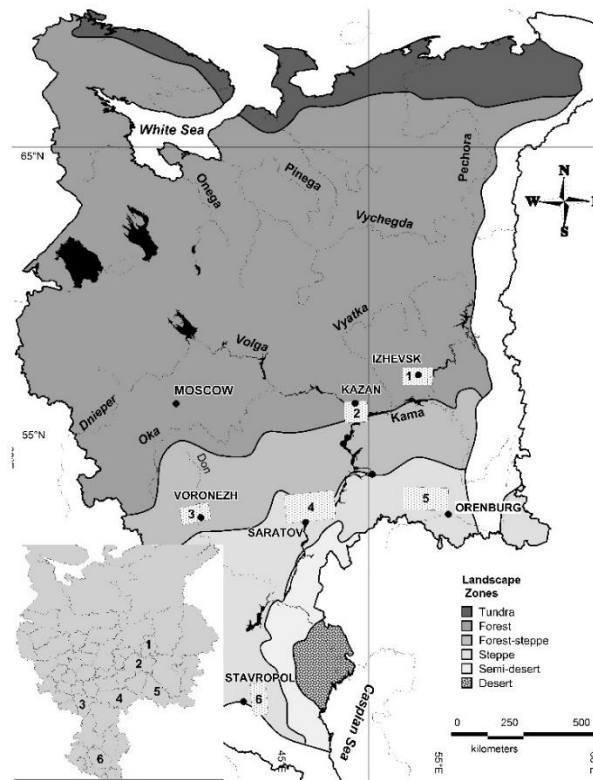 White Sea
65°N
Onega
Pinega
Pechora
Vychegda
N
W
S
Volga
Vyatka
IZHEVSK
1
MOSCOW
KAZAN
2
Dnieper
Oka
Kama
55°N
Don
VORONEZH
3
4
5
SARATOV
ORENBURG
Landscape
Zones
Tundra
Forest
Forest-steppe
Steppe
Semi-desert
Desert
STAVROPOL
6
Caspian Sea
45°E
55°E
0 250 500
kilometers
1
2
3
4
5
6